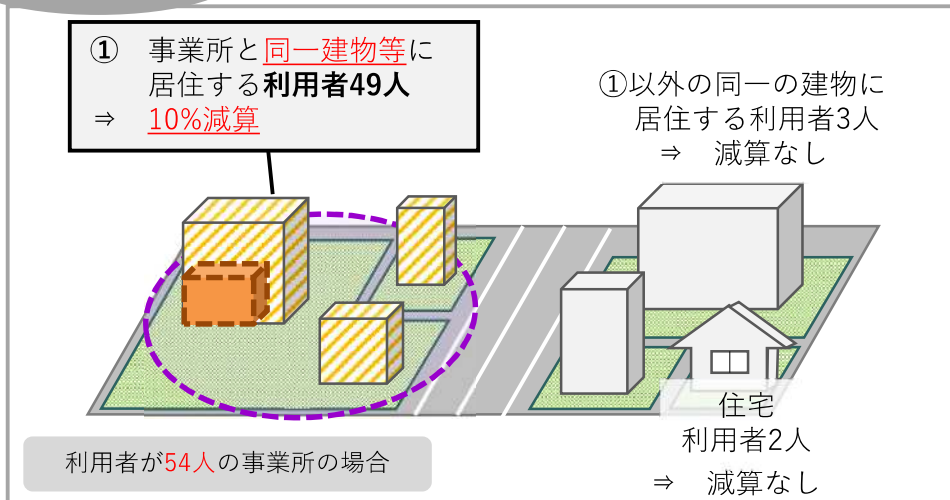 ① 事業所と同一建物等に
居住する利用者49人
⇒ 10%減算
①以外の同一の建物に
居住する利用者3人
⇒ 減算なし
住宅
利用者2人
⇒ 減算なし
利用者が54人の事業所の場合